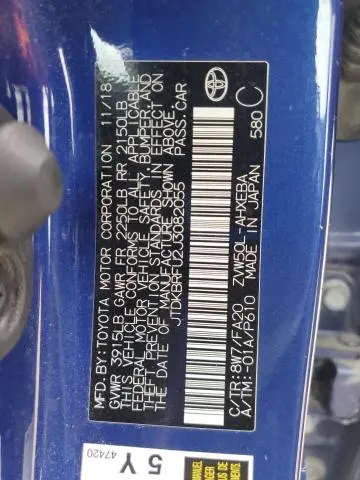 MFD. BY: TOYOTA MOTOR CORPORATION 11/18
GVWR 3915LB GAWR FR 2250LB RR 2150LB
THIS VEHICLE CONFORMS TO ALL APPLICABLE
FEDERAL MOTOR VEHICLE SAFETY, BUMPER, AND
THEFT PREVENTION STANDARDS IN EFFECT ON
THE DATE OF MANUFACTURE SHOWN ABOVE.
JTDKBRFU2J3082055 PASS.CAR
C/TR: 8W7/FA20 ZVW50L-AHXEBA
A/TM: -01A/P610 MADE IN JAPAN 580 C
5 Y
47420
MANUEL